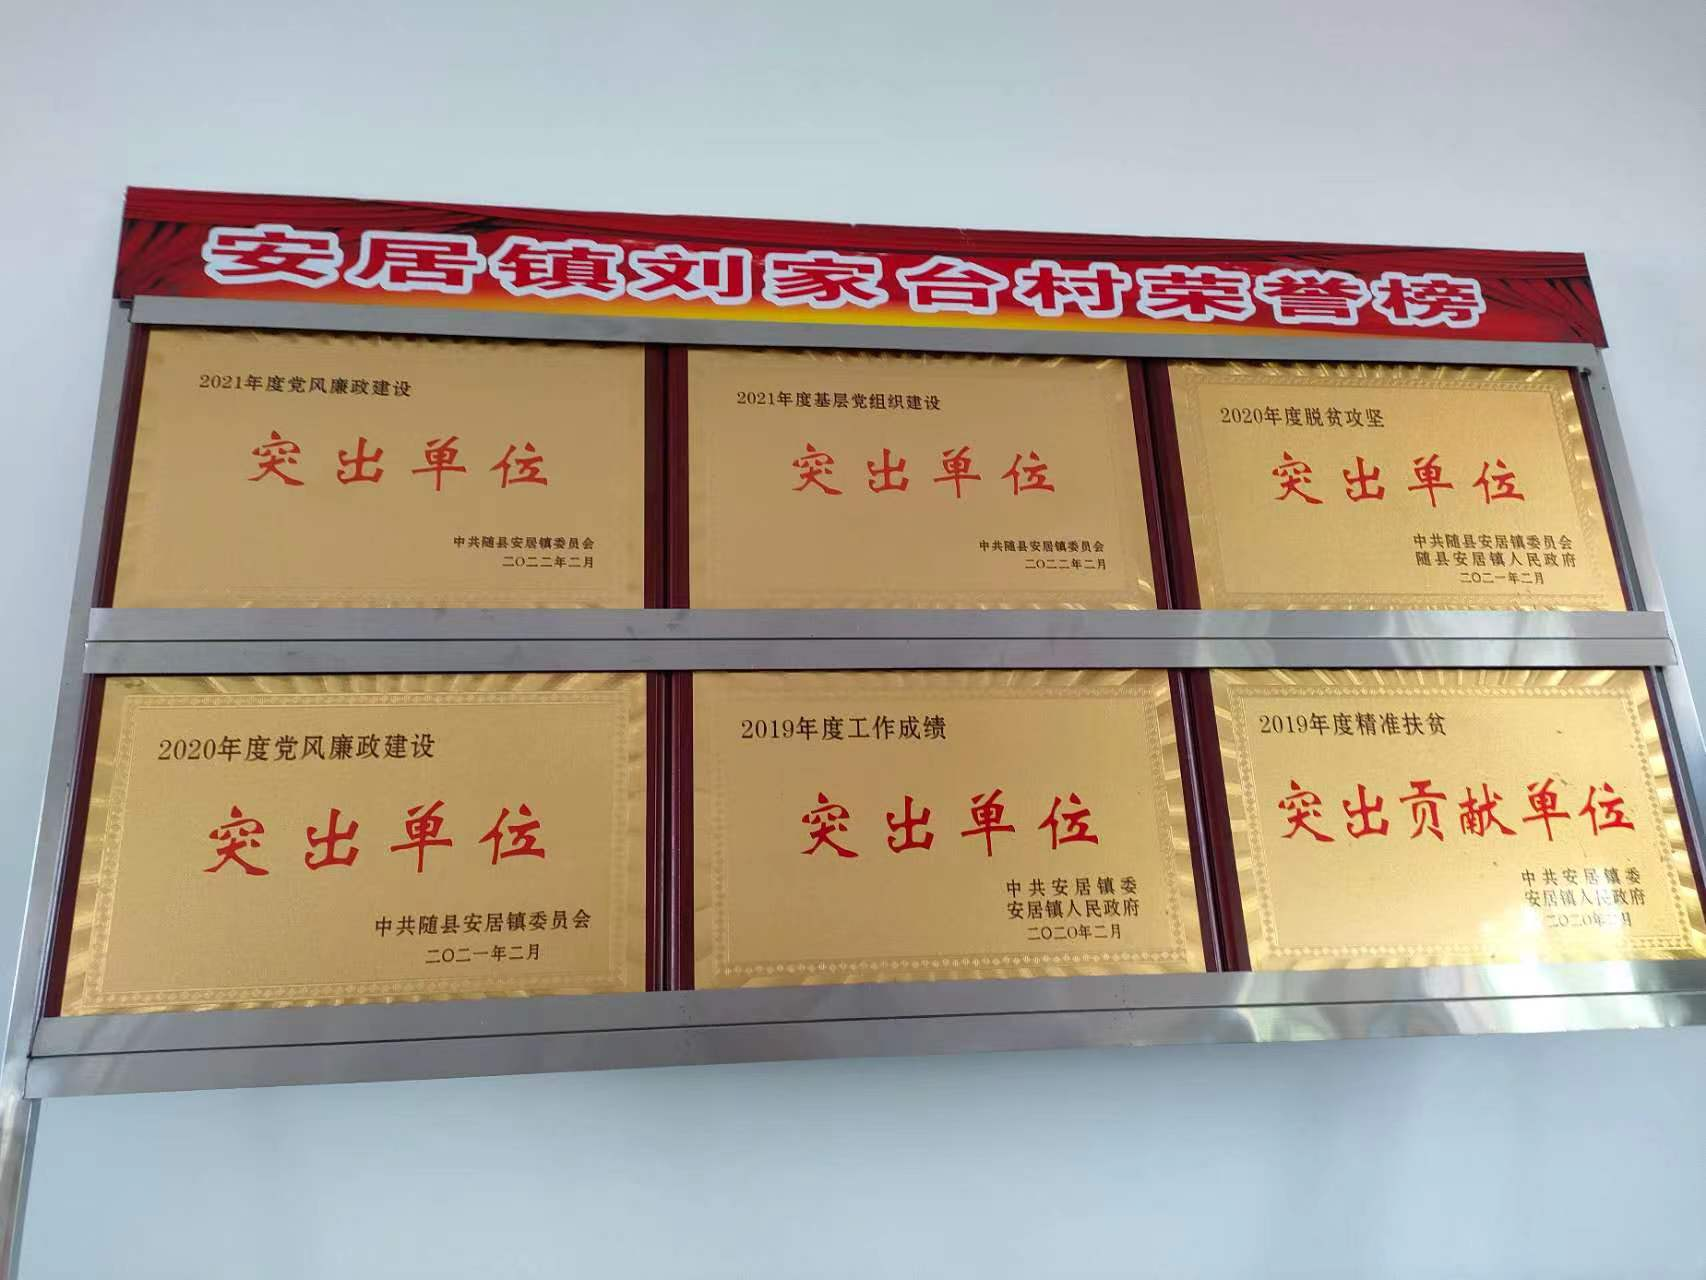 安居镇刘家台村荣誉榜
2021年度党风廉政建设
突出单位
中共随县安居镇委员会
二〇二二年二月
2021年度基层党组织建设
突出单位
中共随县安居镇委员会
二〇二二年二月
2020年度脱贫攻坚
突出单位
中共随县安居镇委员会
随县安居镇人民政府
二〇二一年二月
2020年度党风廉政建设
突出单位
中共随县安居镇委员会
二〇二一年二月
2019年度工作成绩
突出单位
中共安居镇委
安居镇人民政府
二〇二〇年二月
2019年度精准扶贫
突出贡献单位
中共安居镇委
安居镇人民政府
二〇二〇年二月